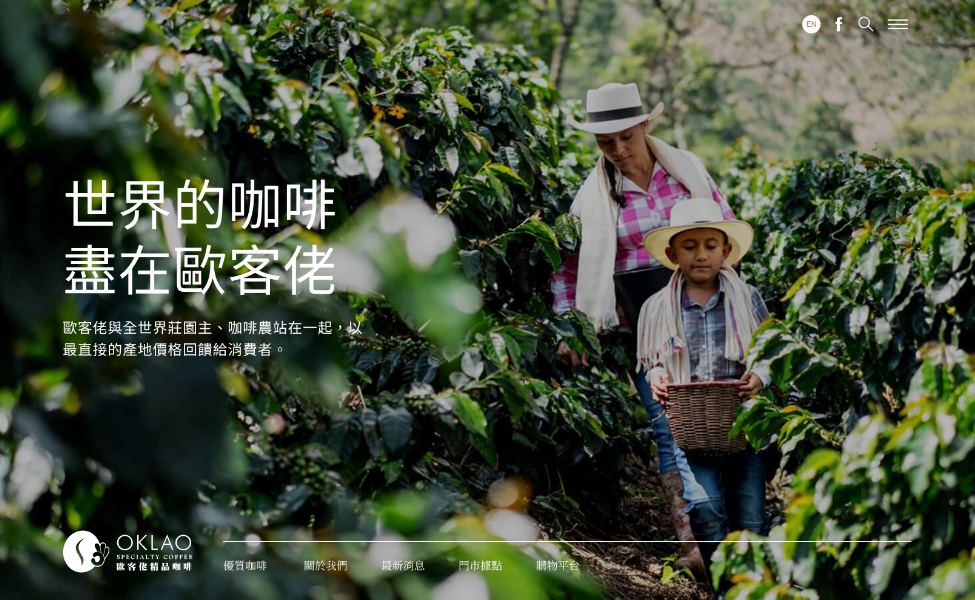 EN
世界的咖啡
盡在歐客佬
歐客佬與全世界莊園主、咖啡農站在一起，以
最直接的產地價格回饋給消費者。
OKLAO
SPECIALTY COFFEE
歐客佬精品咖啡
優質咖啡 關於我們 最新消息 門市據點 購物平台